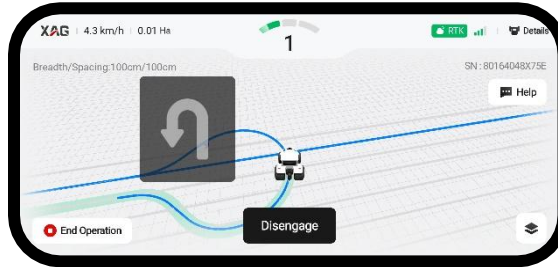 XAG 4.3 km/h 0.01 Ha
1
RTK
Details
Breadth/Spacing:100cm/100cm
SN:80164048X75E
Help
End Operation
Disengage